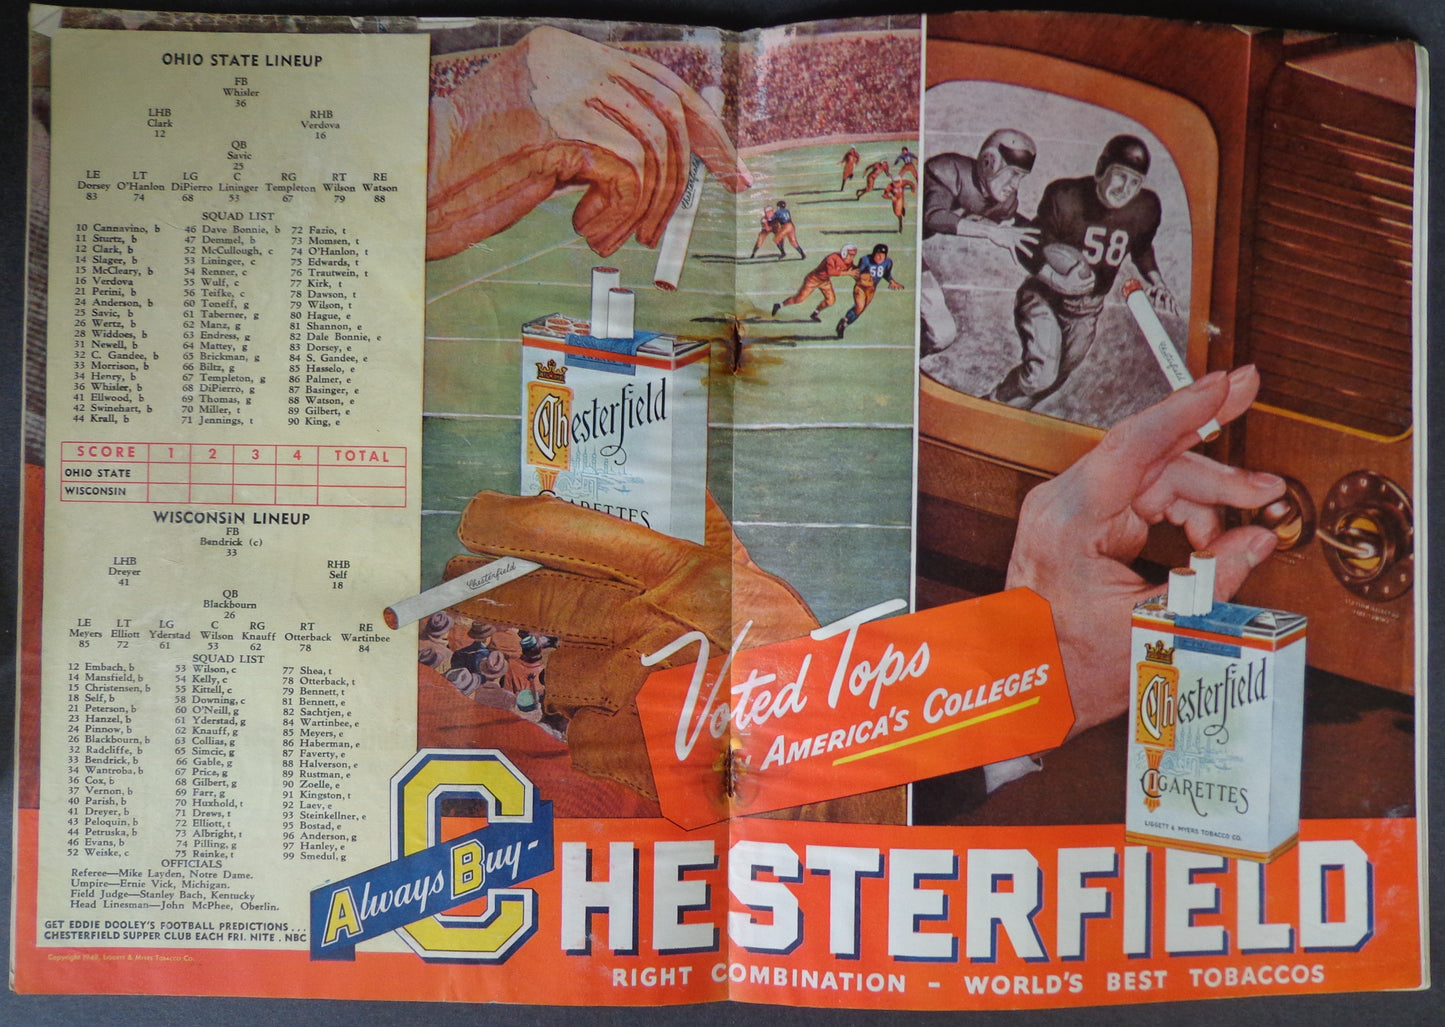 OHIO STATE LINEUP
FB
Whisler
36
LHB RHB
Clark Verdova
12 16
QB
Savic
25
LE LT LG C RG RT RE
Dorsey O'Hanlon DiPierro Lininger Templeton Wilson Watson
83 74 68 53 67 79 88
SQUAD LIST
10 Cannavino, b
11 Sturtz, b
12 Clark, b
14 Slager, b
15 McCleary, b
16 Verdova
21 Perini, b
24 Anderson, b
25 Savic, b
26 Wertz, b
28 Widdoes, b
31 Newell, b
32 C. Gandee, b
33 Morrison, b
34 Henry, b
36 Whisler, b
41 Ellwood, b
42 Swinehart, b
44 Krall, b
46 Dave Bonnie, b
47 Demmel, b
52 McCullough, c
53 Lininger, c
54 Renner, c
55 Wulf, c
56 Teifke, c
60 Toneff, g
61 Taberner, g
62 Manz, g
63 Endress, g
64 Mattey, g
65 Brickman, g
66 Biltz, g
67 Templeton, g
68 DiPierro, g
69 Thomas, g
70 Miller, t
71 Jennings, t
72 Fazio, t
73 Momsen, t
74 O'Hanlon, t
75 Edwards, t
76 Trautwein, t
77 Kirk, t
78 Dawson, t
79 Wilson, t
80 Hague, e
81 Shannon, e
82 Dale Bonnie, e
83 Dorsey, e
84 S. Gandee, e
85 Hasselo, e
86 Palmer, e
87 Basinger, e
88 Watson, e
89 Gilbert, e
90 King, e
SCORE 1 2 3 4 TOTAL
OHIO STATE
WISCONSIN
WISCONSIN LINEUP
FB
Bendrick (c)
33
LHB RHB
Dreyer Self
41 18
QB
Blackbourn
26
LE LT LG C RG RT RE
Meyers Elliott Yderstad Wilson Knauff Otterback Wartinbee
85 72 61 53 62 78 84
SQUAD LIST
12 Embach, b
14 Mansfield, b
15 Christensen, b
18 Self, b
21 Peterson, b
23 Hanzel, b
24 Pinnow, b
26 Blackbourn, b
32 Radcliffe, b
33 Bendrick, b
34 Wantroba, b
36 Cox, b
37 Vernon, b
40 Parish, b
41 Dreyer, b
43 Peloquin, b
44 Petruska, b
46 Evans, b
52 Weiske, c
53 Wilson, c
54 Kelly, c
55 Kittell, c
58 Downing, c
60 O'Neill, g
61 Yderstad, g
62 Knauff, g
63 Collias, g
65 Simcic, g
66 Gable, g
67 Price, g
68 Gilbert, g
69 Farr, g
70 Huxhold, t
71 Drews, t
72 Elliott, t
73 Albright, t
74 Pilling, g
75 Reinke, t
77 Shea, t
78 Otterback, t
79 Bennett, t
81 Bennett, e
82 Sachtjen, e
84 Wartinbee, e
85 Meyers, e
86 Haberman, e
87 Faverty, e
88 Halverson, e
89 Rustman, e
90 Zoelle, e
91 Kingston, t
92 Laev, e
93 Steinkellner, e
95 Bostad, e
96 Anderson, g
97 Hanley, e
99 Smedul, g
OFFICIALS
Referee—Mike Layden, Notre Dame.
Umpire—Ernie Vick, Michigan.
Field Judge—Stanley Bach, Kentucky
Head Linesman—John McPhee, Oberlin.
GET EDDIE DOOLEY'S FOOTBALL PREDICTIONS . . .
CHESTERFIELD SUPPER CLUB EACH FRI. NITE . NBC
Copyright 1949, LIGGETT & MYERS TOBACCO CO.
Chesterfield
58
Chesterfield
CIGARETTES
Chesterfield
58
Chesterfield
Voted Tops
AMERICA'S COLLEGES
Chesterfield
CIGARETTES
LIGGETT & MYERS TOBACCO CO.
Always Buy-
CHESTERFIELD
RIGHT COMBINATION - WORLD'S BEST TOBACCOS